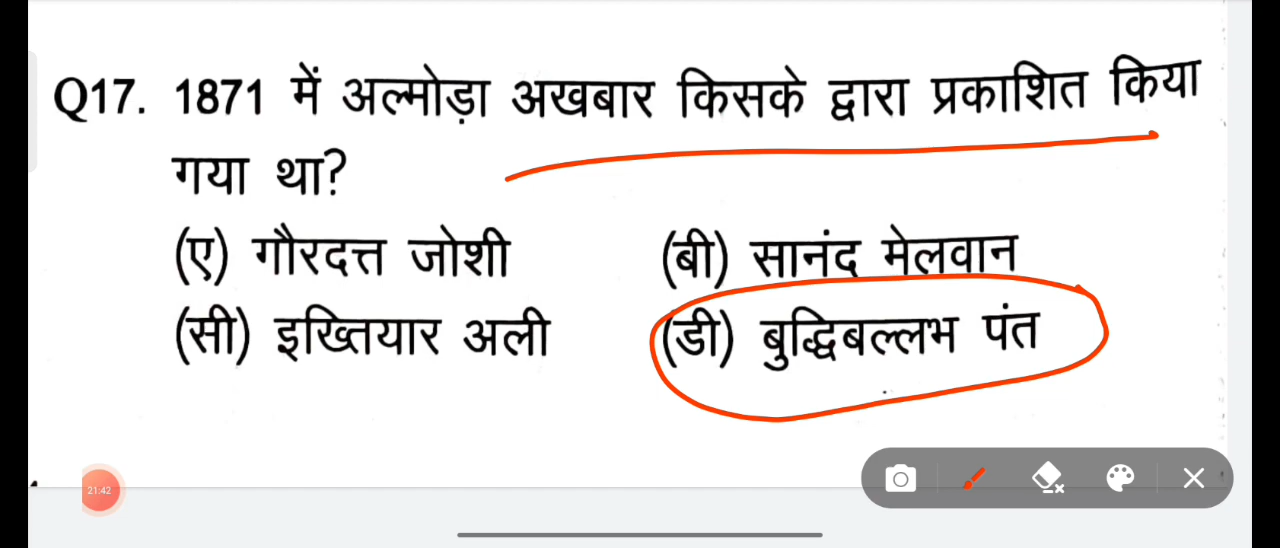 Q17. 1871 में अल्मोड़ा अखबार किसके द्वारा प्रकाशित किया
गया था?
(ए) गौरदत्त जोशी (बी) सानंद मेलवान
(सी) इख्तियार अली (डी) बुद्धिबल्लभ पंत
21:42